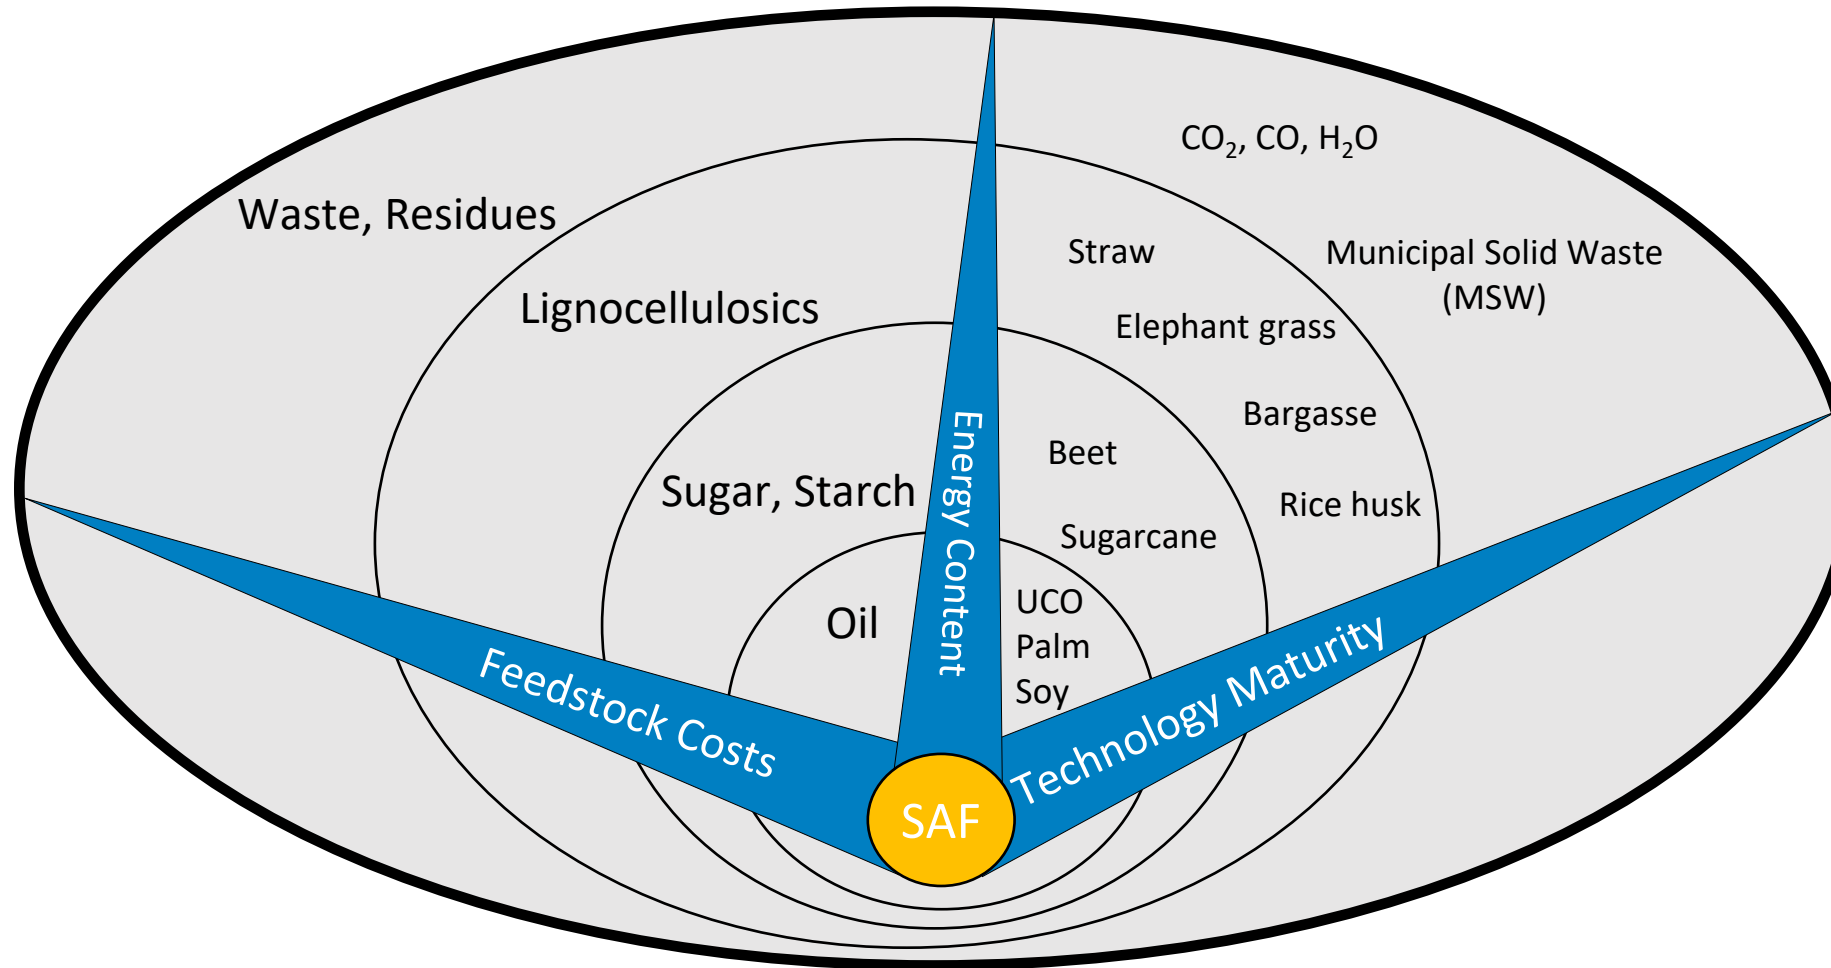 CO₂, CO, H₂O
Waste, Residues
Straw
Municipal Solid Waste
(MSW)
Lignocellulosics
Elephant grass
Bargasse
Beet
Sugar, Starch
Rice husk
Sugarcane
Energy Content
Oil
UCO
Palm
Soy
Feedstock Costs
Technology Maturity
SAF